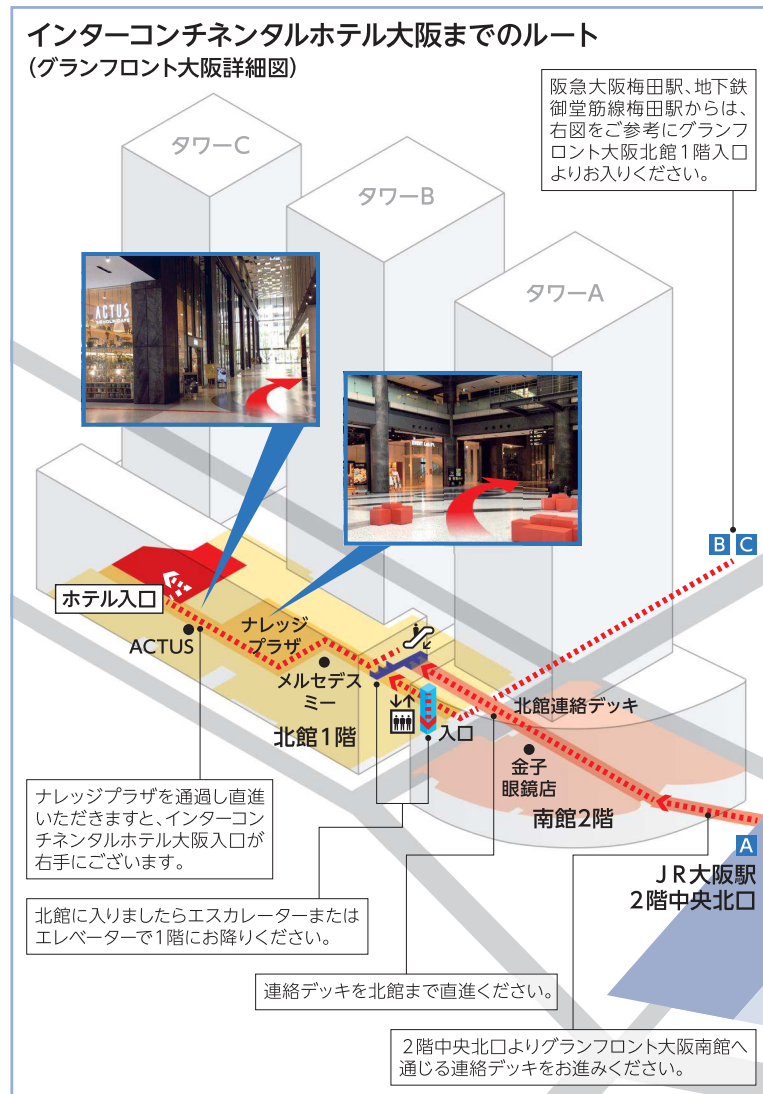 インターコンチネンタルホテル大阪までのルート
(グランフロント大阪詳細図)
阪急大阪梅田駅、地下鉄
御堂筋線梅田駅からは、
右図をご参考にグランフ
ロント大阪北館1階入口
よりお入りください。
タワーC
タワーB
タワーA
ACTUS
B C
ホテル入口
ACTUS
ナレッジ
プラザ
メルセデス
ミー
北館1階
入口
北館連絡デッキ
金子
眼鏡店
南館2階
A
JR大阪駅
2階中央北口
ナレッジプラザを通過し直進
いただきますと、インターコン
チネンタルホテル大阪入口が
右手にございます。
北館に入りましたらエスカレーターまたは
エレベーターで1階にお降りください。
連絡デッキを北館まで直進ください。
2階中央北口よりグランフロント大阪南館へ
通じる連絡デッキをお進みください。